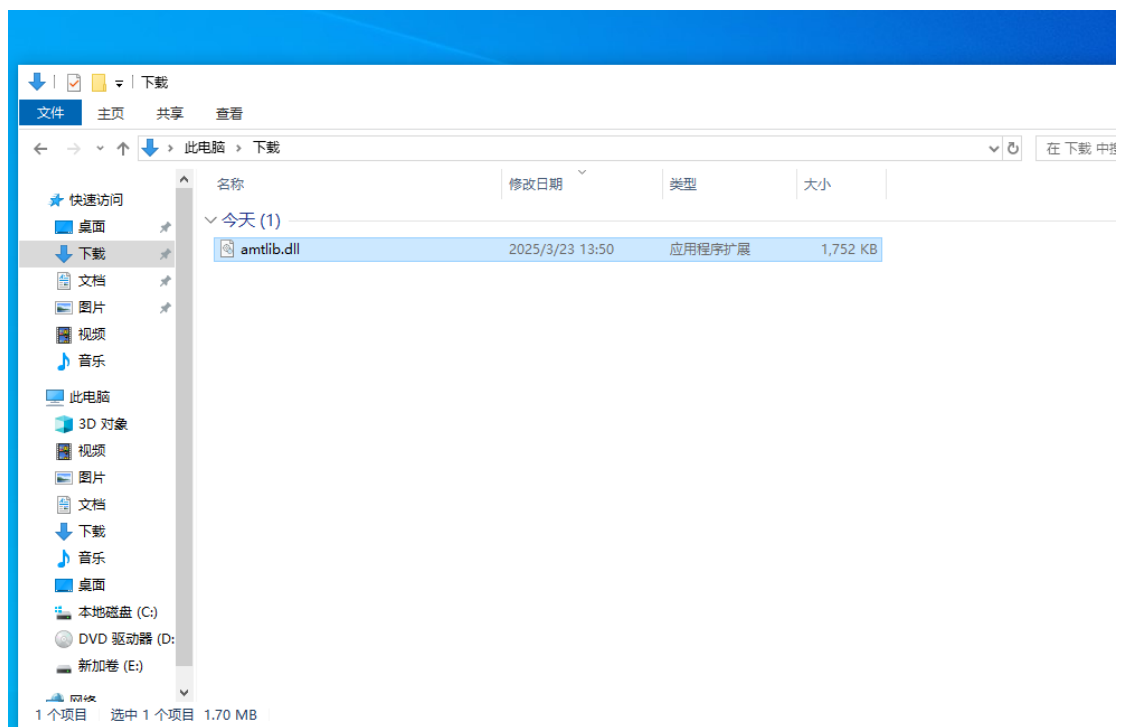 下载
文件 主页 共享 查看
此电脑 下载
在 下载 中搜
名称 修改日期 类型 大小
快速访问
桌面
下载
文档
图片
视频
音乐
此电脑
3D 对象
视频
图片
文档
下载
音乐
桌面
本地磁盘 (C:)
DVD 驱动器 (D:
新加卷 (E:)
网络
今天 (1)
amtlib.dll 2025/3/23 13:50 应用程序扩展 1,752 KB
1 个项目 选中 1 个项目 1.70 MB